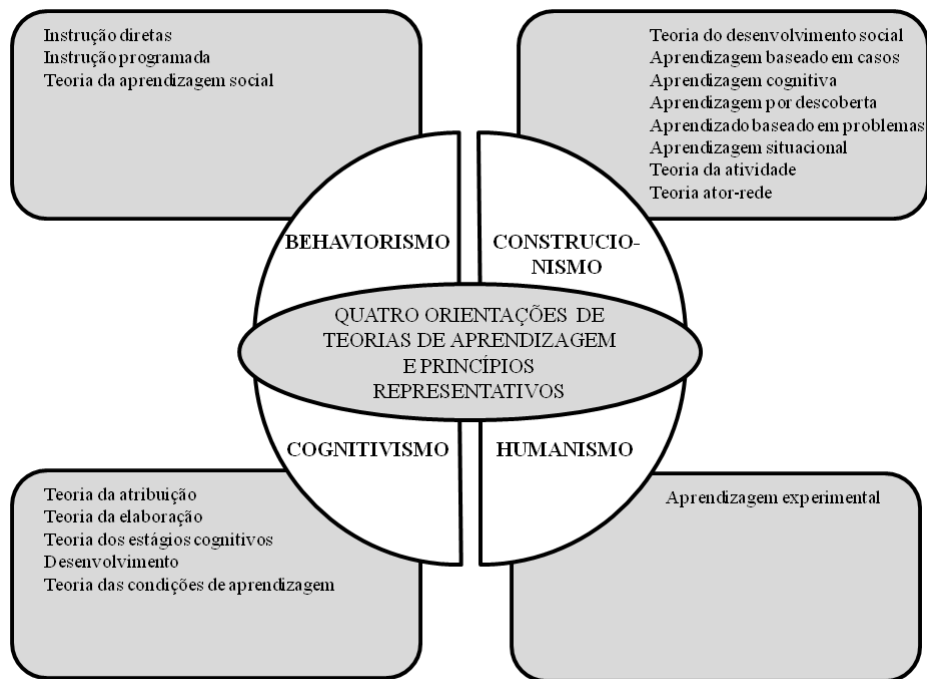 Instrução diretas
Instrução programada
Teoria da aprendizagem social
Teoria do desenvolvimento social
Aprendizagem baseado em casos
Aprendizagem cognitiva
Aprendizagem por descoberta
Aprendizado baseado em problemas
Aprendizagem situacional
Teoria da atividade
Teoria ator-rede
BEHAVIORISMO
CONSTRUCIO-
NISMO
QUATRO ORIENTAÇÕES DE
TEORIAS DE APRENDIZAGEM
E PRINCÍPIOS
REPRESENTATIVOS
COGNITIVISMO
HUMANISMO
Teoria da atribuição
Teoria da elaboração
Teoria dos estágios cognitivos
Desenvolvimento
Teoria das condições de aprendizagem
Aprendizagem experimental